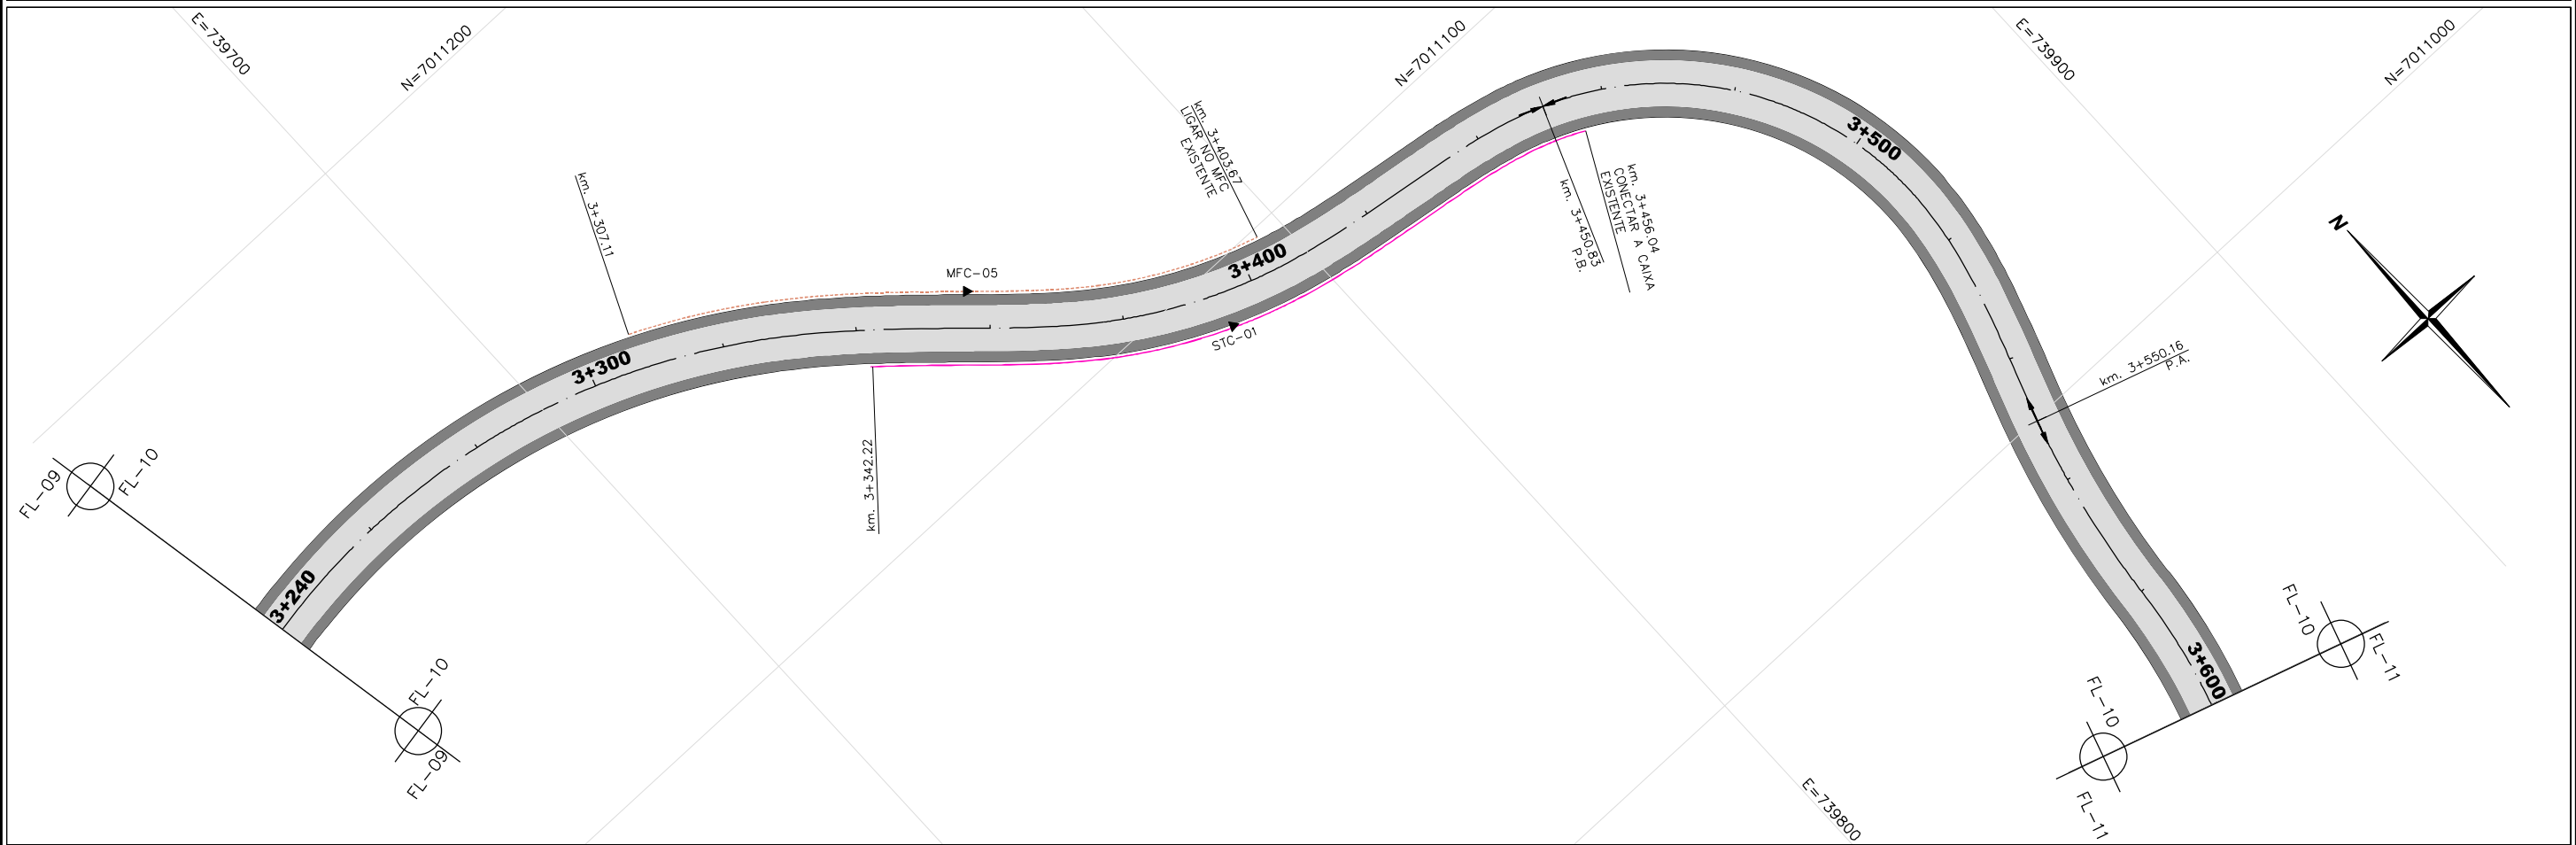 E=739700
N=7011200
N=7011100
E=739900
N=7011000
km. 3+307.11
km. 3+403.67
LIGAR NO MFC
EXISTENTE
MFC-05
3+300
3+400
STC-01
km. 3+342.22
km. 3+450.83
P.B.
km. 3+456.04
CONECTAR A CAIXA
EXISTENTE
3+500
N
km. 3+550.16
P.A.
FL-09
FL-10
3+240
FL-10
FL-09
3+600
FL-10
FL-11
FL-10
FL-11
E=739800